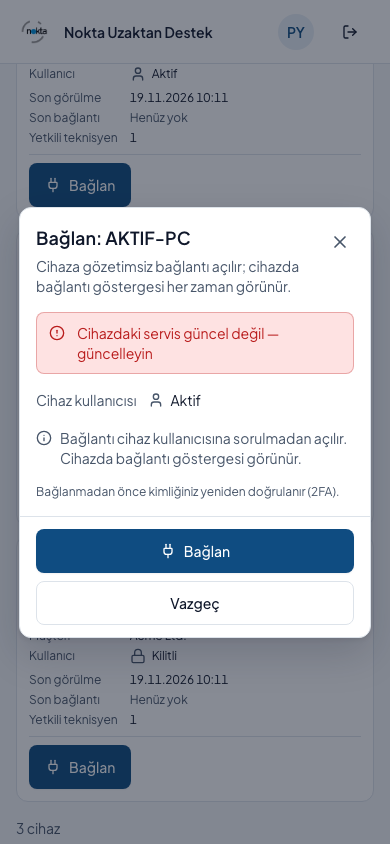 nokta
Nokta Uzaktan Destek
PY
Kullanıcı Aktif
Son görülme 19.11.2026 10:11
Son bağlantı Henüz yok
Yetkili teknisyen 1
Bağlan
Bağlan: AKTIF-PC
Cihaza gözetimsiz bağlantı açılır; cihazda
bağlantı göstergesi her zaman görünür.
Cihazdaki servis güncel değil —
güncelleyin
Cihaz kullanıcısı Aktif
Bağlantı cihaz kullanıcısına sorulmadan açılır.
Cihazda bağlantı göstergesi görünür.
Bağlanmadan önce kimliğiniz yeniden doğrulanır (2FA).
Bağlan
Vazgeç
Kullanıcı Kilitli
Son görülme 19.11.2026 10:11
Son bağlantı Henüz yok
Yetkili teknisyen 1
Bağlan
3 cihaz